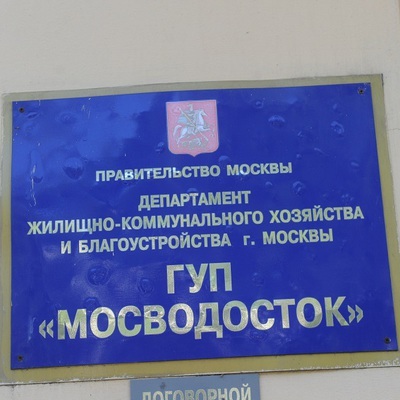 ПРАВИТЕЛЬСТВО МОСКВЫ
ДЕПАРТАМЕНТ
ЖИЛИЩНО-КОММУНАЛЬНОГО ХОЗЯЙСТВА
И БЛАГОУСТРОЙСТВА г. МОСКВЫ
ГУП
«МОСВОДОСТОК»
ДОГОВОРНОЙ